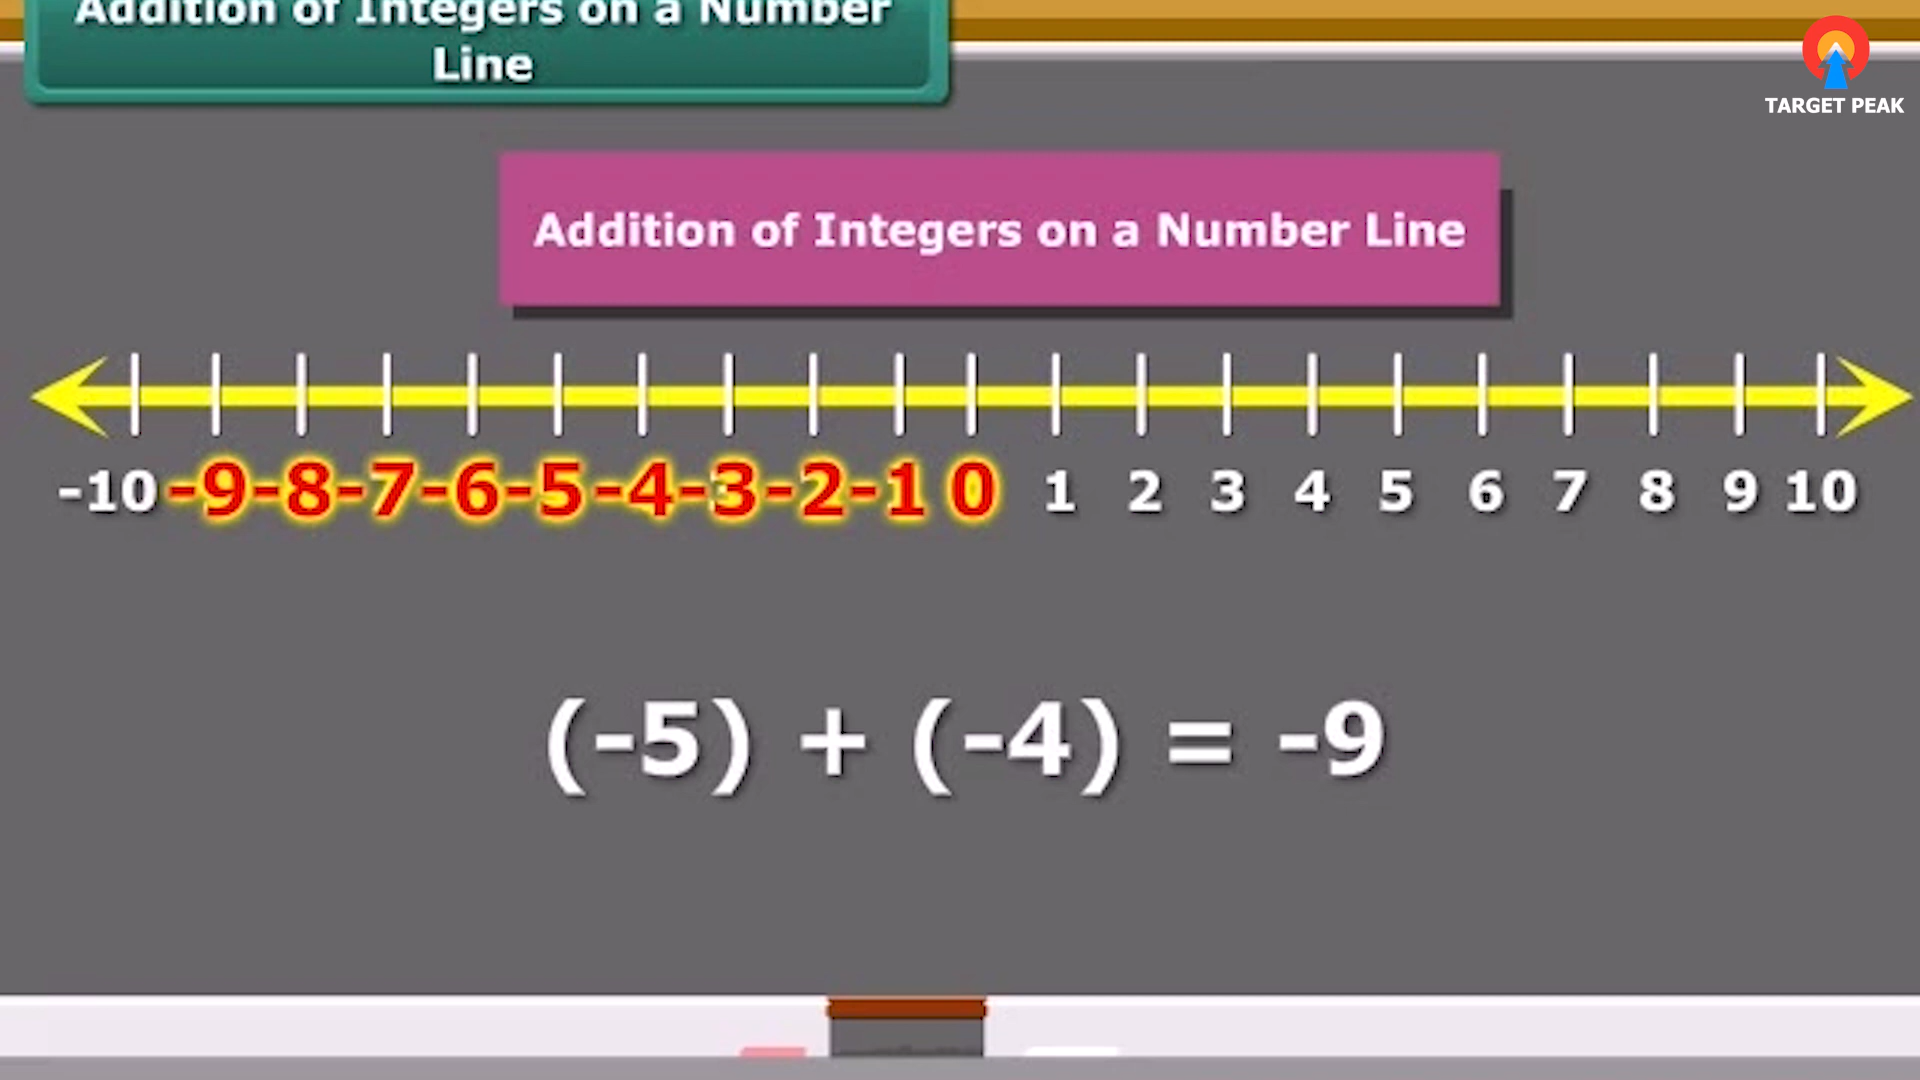 Addition of Integers on a Number
Line
TARGET PEAK
Addition of Integers on a Number Line
-10 -9 -8 -7 -6 -5 -4 -3 -2 -1 0 1 2 3 4 5 6 7 8 9 10
(-5) + (-4) = -9